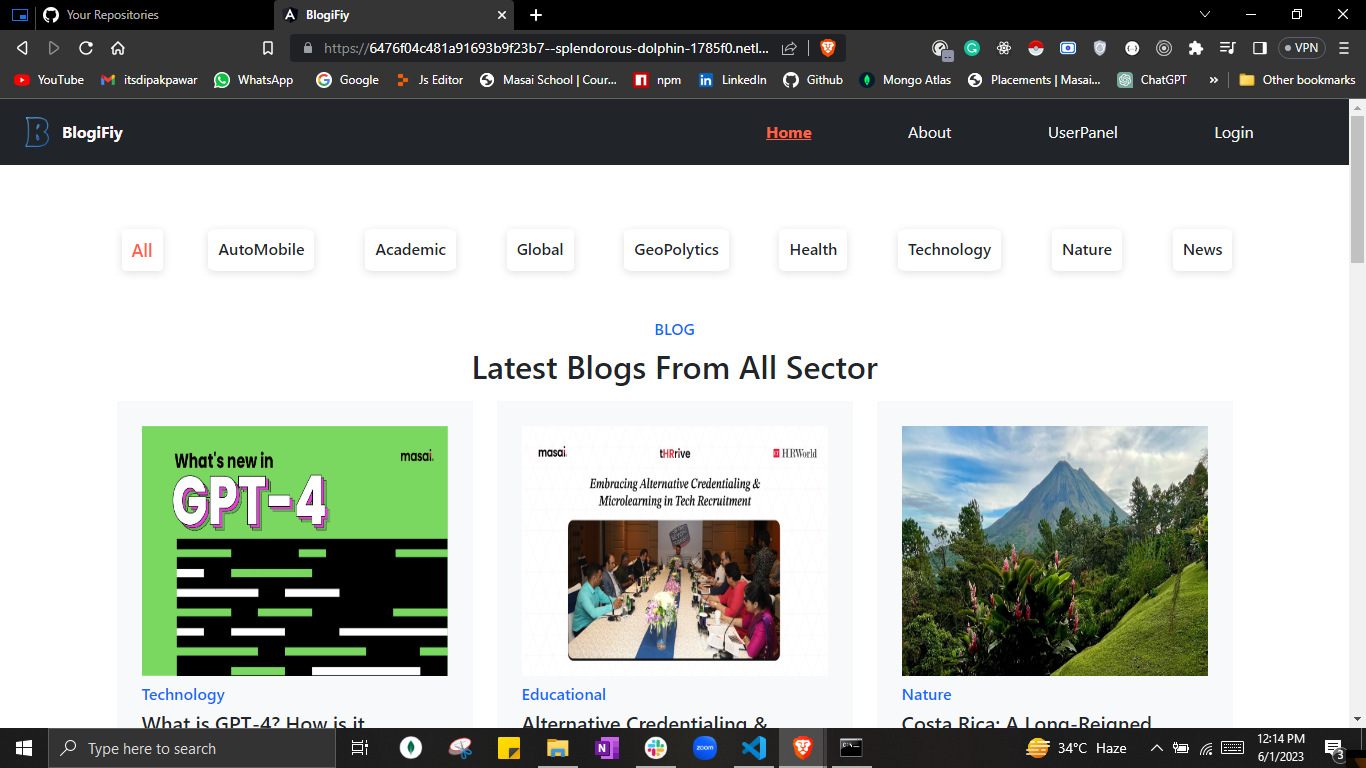 Your Repositories
BlogiFiy
https://6476f04c481a91693b9f23b7--splendorous-dolphin-1785f0.netl...
VPN
YouTube
itsdipakpawar
WhatsApp
Google
Js Editor
Masai School | Cour...
npm
LinkedIn
Github
Mongo Atlas
Placements | Masai...
ChatGPT
»
Other bookmarks
B
BlogiFiy
Home
About
UserPanel
Login
All
AutoMobile
Academic
Global
GeoPolytics
Health
Technology
Nature
News
BLOG
Latest Blogs From All Sector
What's new in
masai.
GPT-4
masai.
tHRrive
ET HRWorld
Embracing Alternative Credentialing &
Microlearning in Tech Recruitment
Technology
Educational
Nature
What is GPT-4? How is it
Alternative Credentialing &
Costa Rica: A Long-Reigned
Type here to search
zoom
34°C Haze
12:14 PM
6/1/2023
3